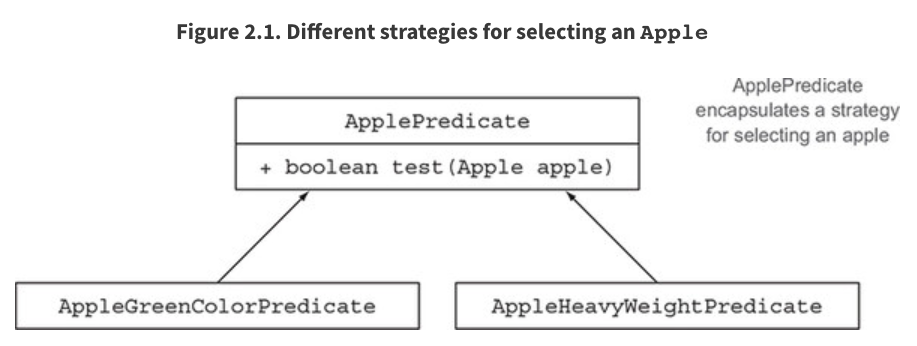 Figure 2.1. Different strategies for selecting an Apple
ApplePredicate
encapsulates a strategy
for selecting an apple
ApplePredicate
+ boolean test(Apple apple)
AppleGreenColorPredicate
AppleHeavyWeightPredicate